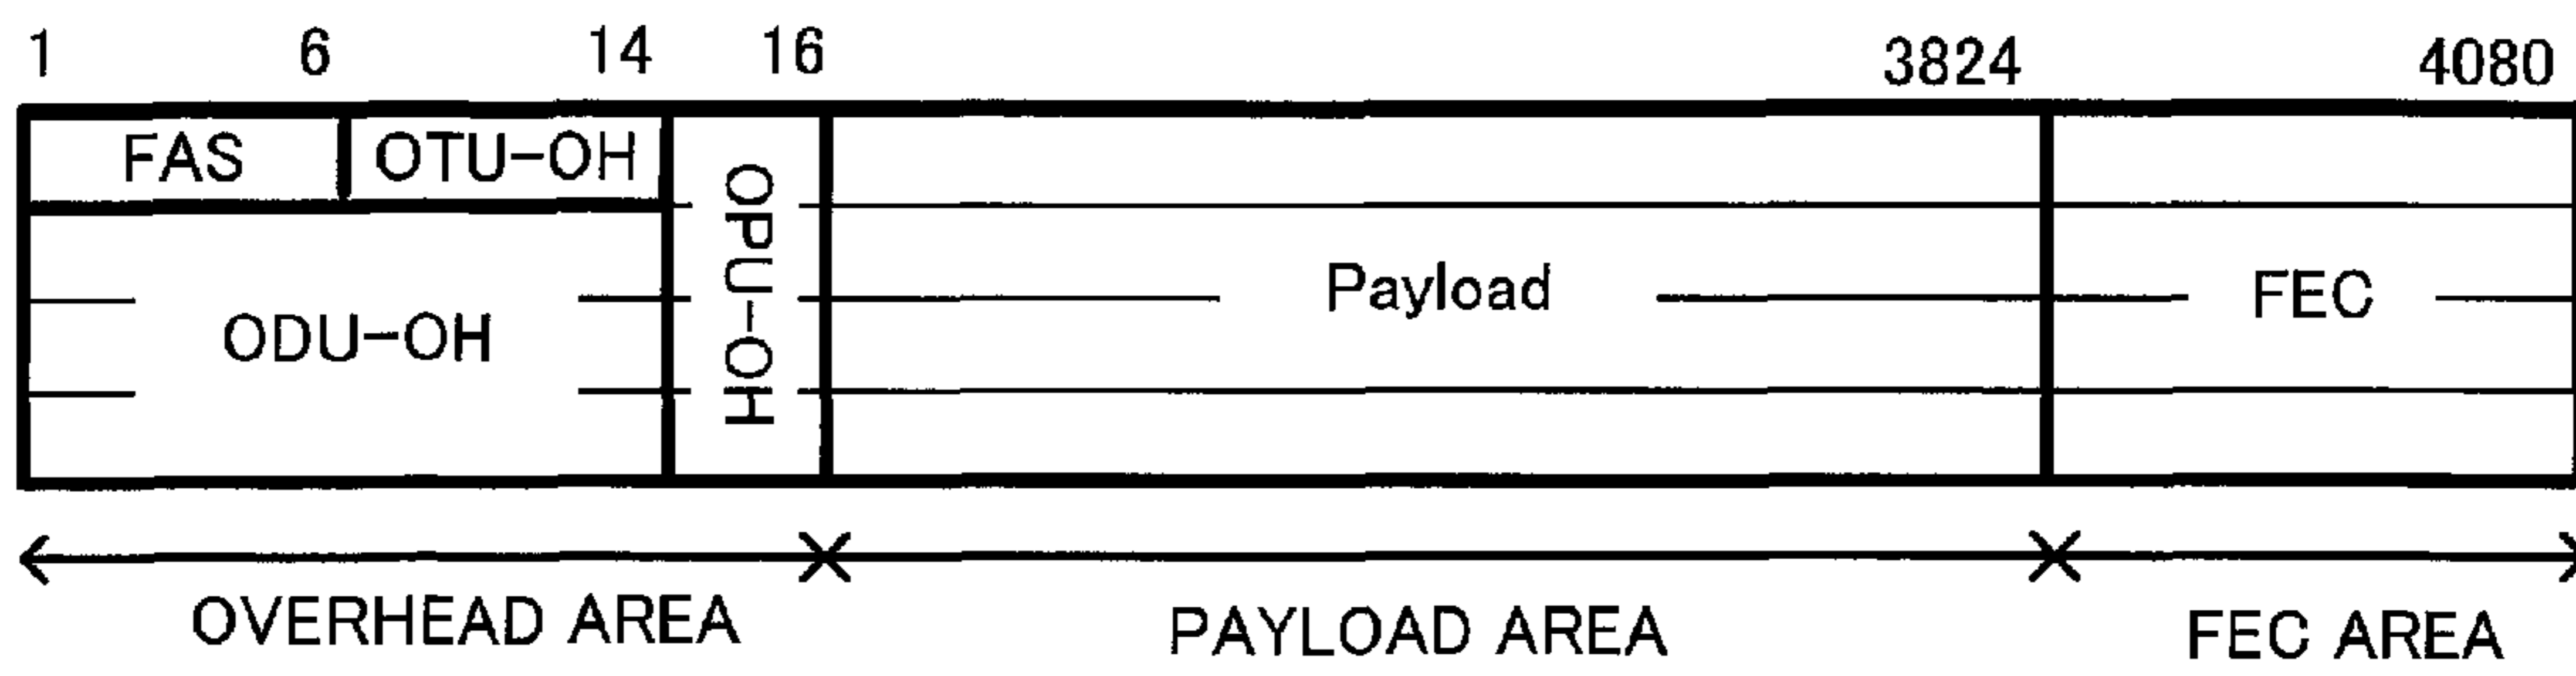 1 6 14 16 3824 4080
FAS OTU-OH
OPU-OH
Payload FEC
ODU-OH
OVERHEAD AREA PAYLOAD AREA FEC AREA